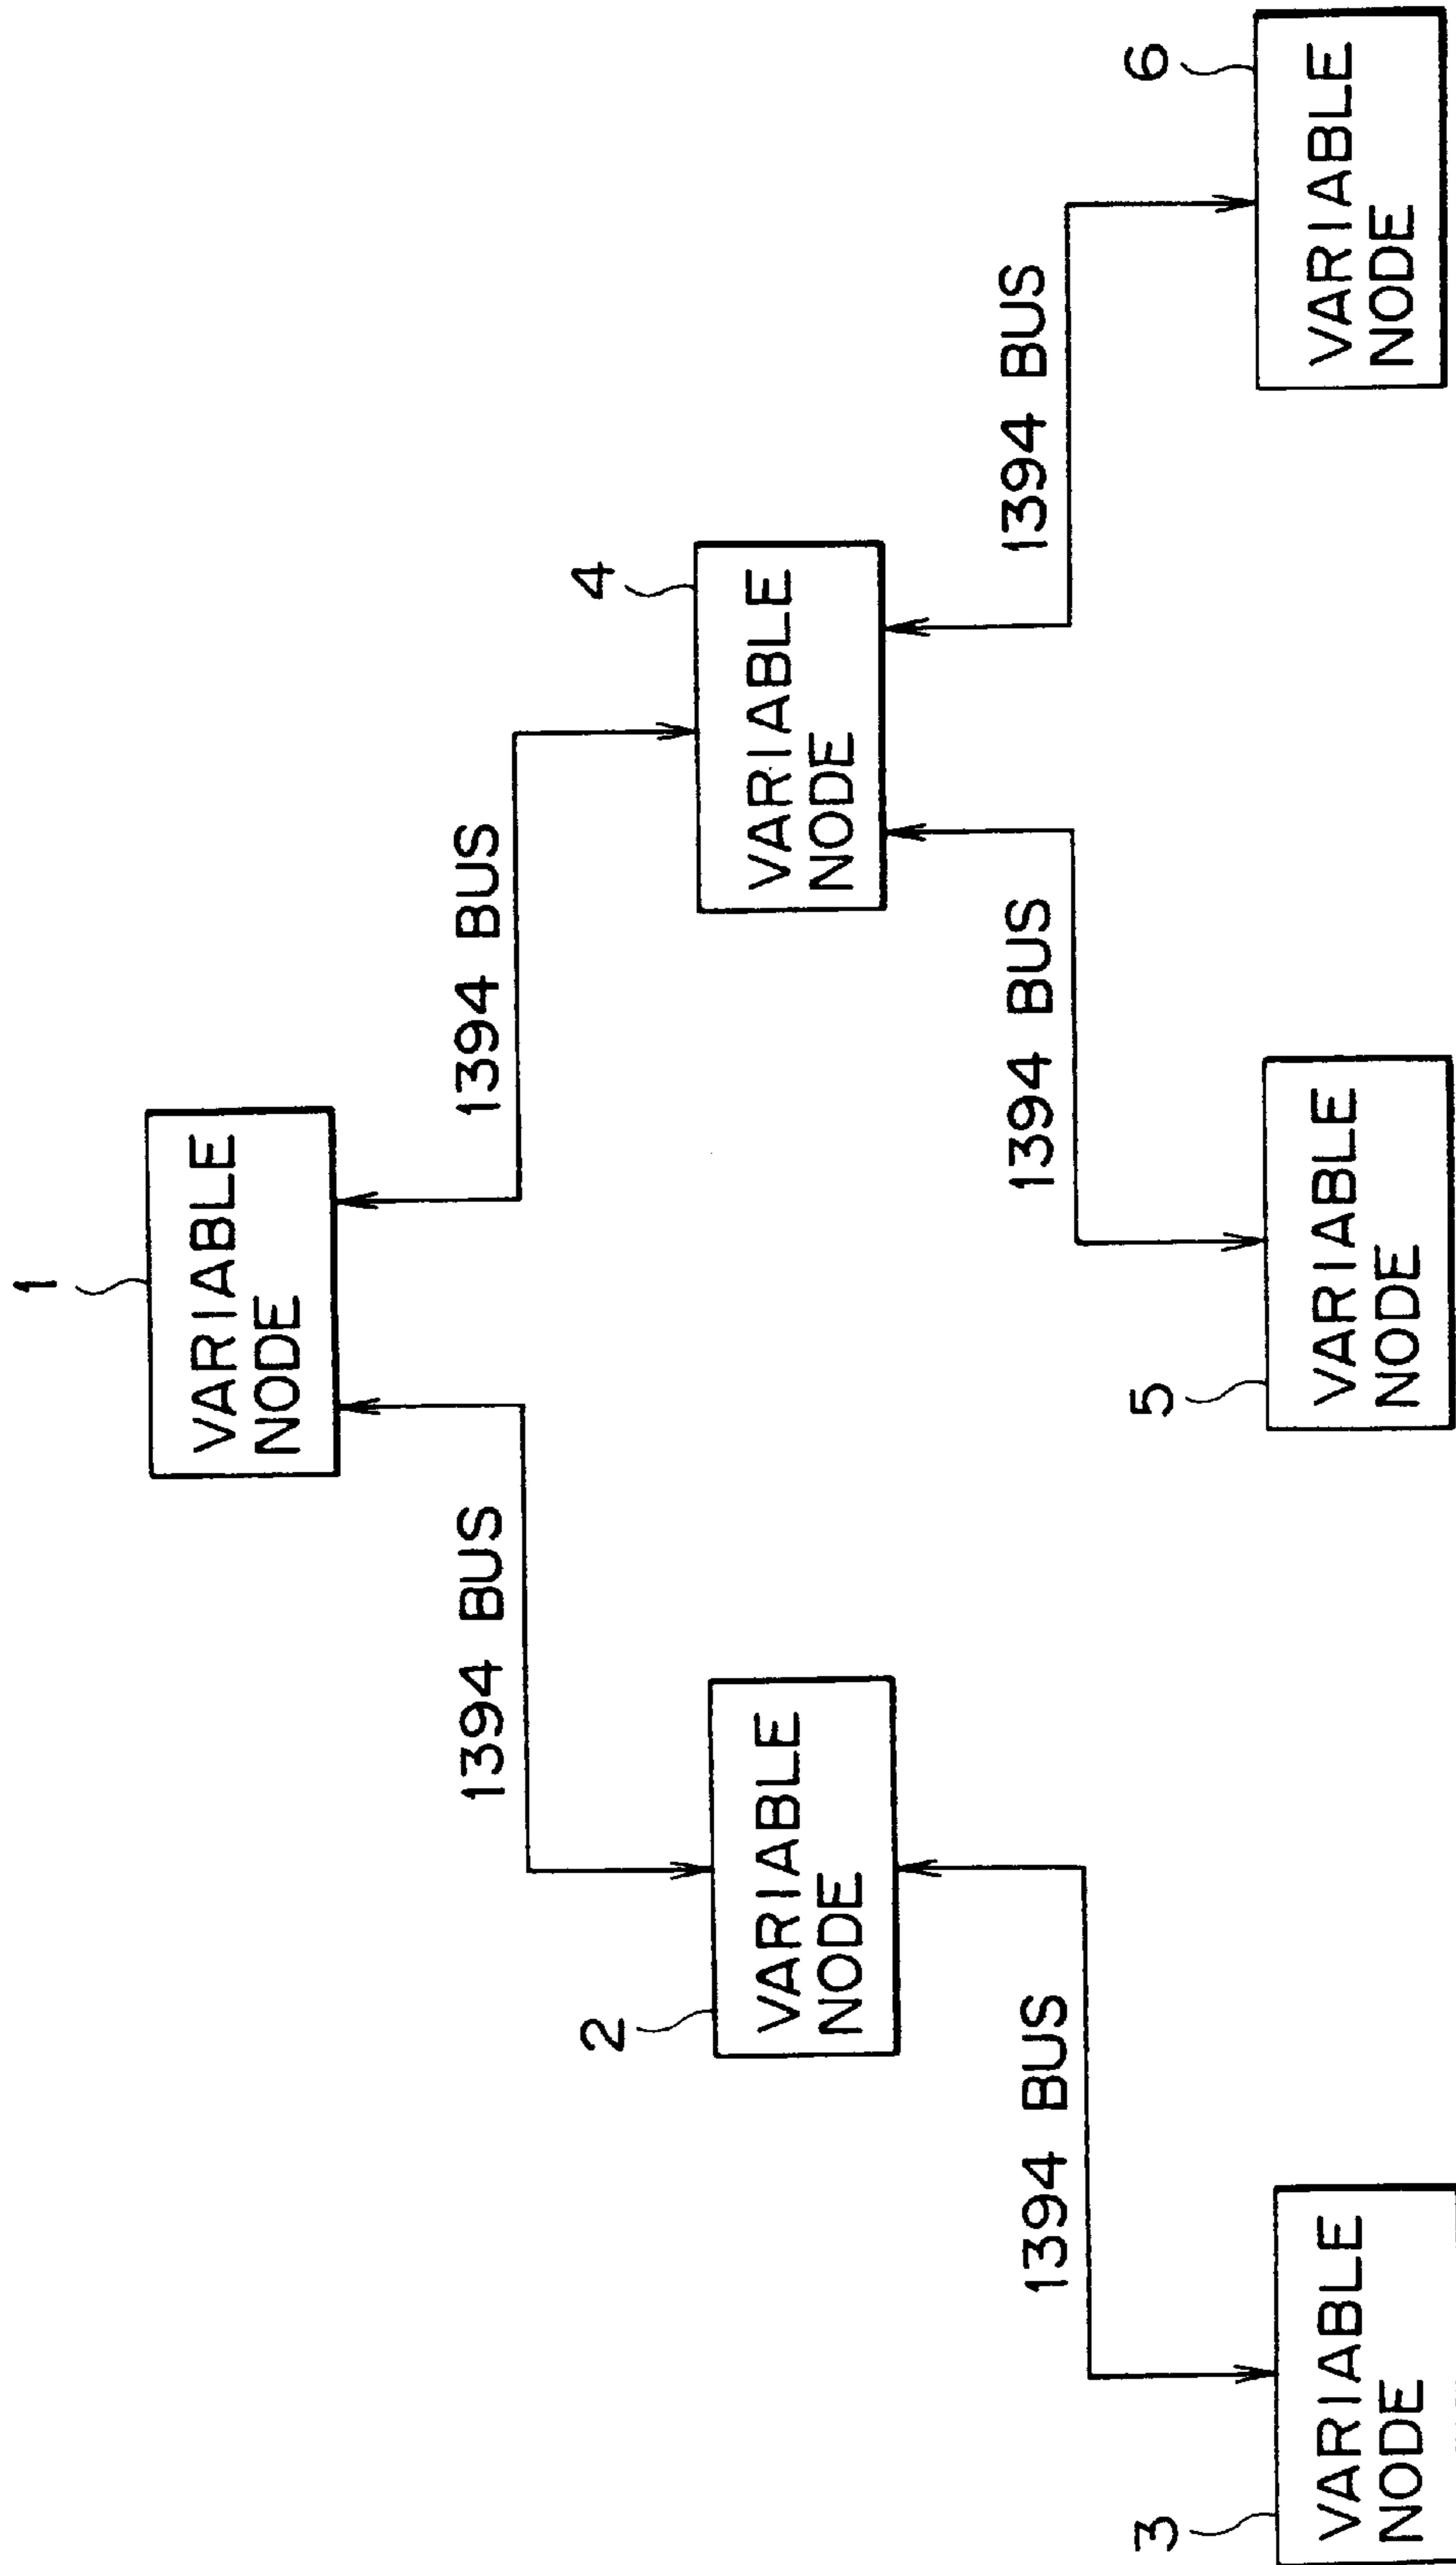 1
VARIABLE
NODE
1394 BUS
1394 BUS
2
VARIABLE
NODE
4
VARIABLE
NODE
1394 BUS
1394 BUS
1394 BUS
3
VARIABLE
NODE
5
VARIABLE
NODE
6
VARIABLE
NODE